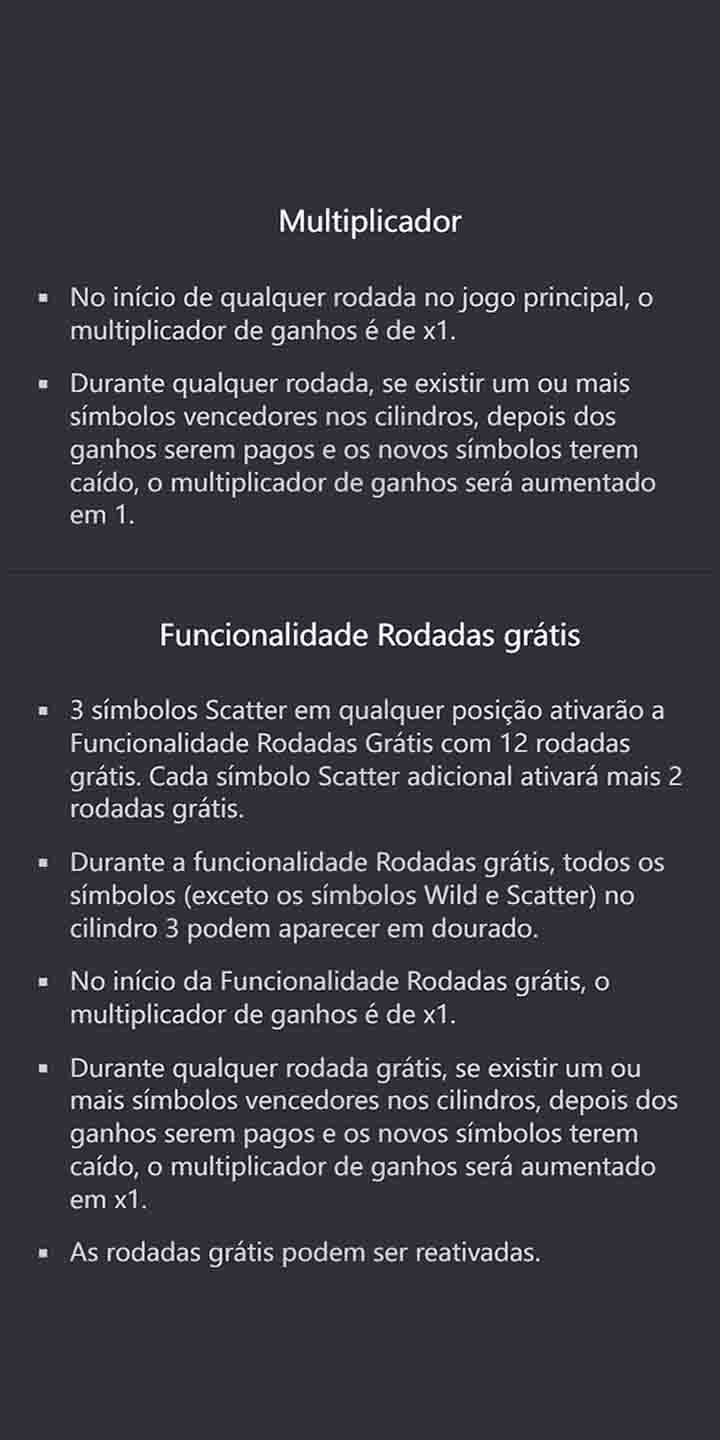 Multiplicador
▪ No início de qualquer rodada no jogo principal, o
multiplicador de ganhos é de x1.
▪ Durante qualquer rodada, se existir um ou mais
símbolos vencedores nos cilindros, depois dos
ganhos serem pagos e os novos símbolos terem
caído, o multiplicador de ganhos será aumentado
em 1.
Funcionalidade Rodadas grátis
▪ 3 símbolos Scatter em qualquer posição ativarão a
Funcionalidade Rodadas Grátis com 12 rodadas
grátis. Cada símbolo Scatter adicional ativará mais 2
rodadas grátis.
▪ Durante a funcionalidade Rodadas grátis, todos os
símbolos (exceto os símbolos Wild e Scatter) no
cilindro 3 podem aparecer em dourado.
▪ No início da Funcionalidade Rodadas grátis, o
multiplicador de ganhos é de x1.
▪ Durante qualquer rodada grátis, se existir um ou
mais símbolos vencedores nos cilindros, depois dos
ganhos serem pagos e os novos símbolos terem
caído, o multiplicador de ganhos será aumentado
em x1.
▪ As rodadas grátis podem ser reativadas.